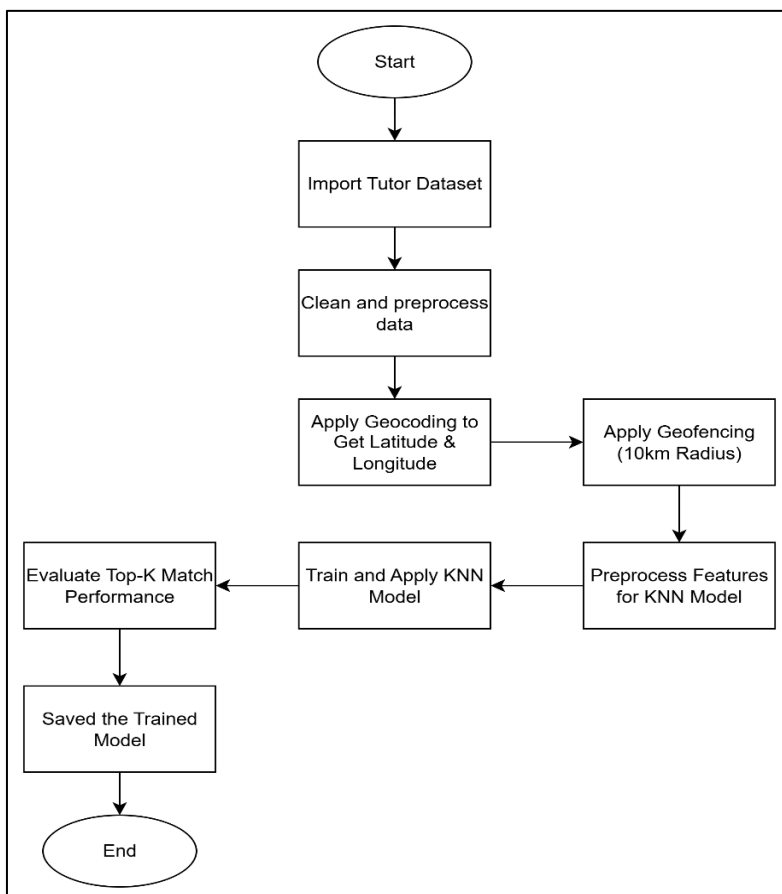 Start
Import Tutor Dataset
Clean and preprocess
data
Apply Geocoding to
Get Latitude &
Longitude
Apply Geofencing
(10km Radius)
Preprocess Features
for KNN Model
Train and Apply KNN
Model
Evaluate Top-K Match
Performance
Saved the Trained
Model
End